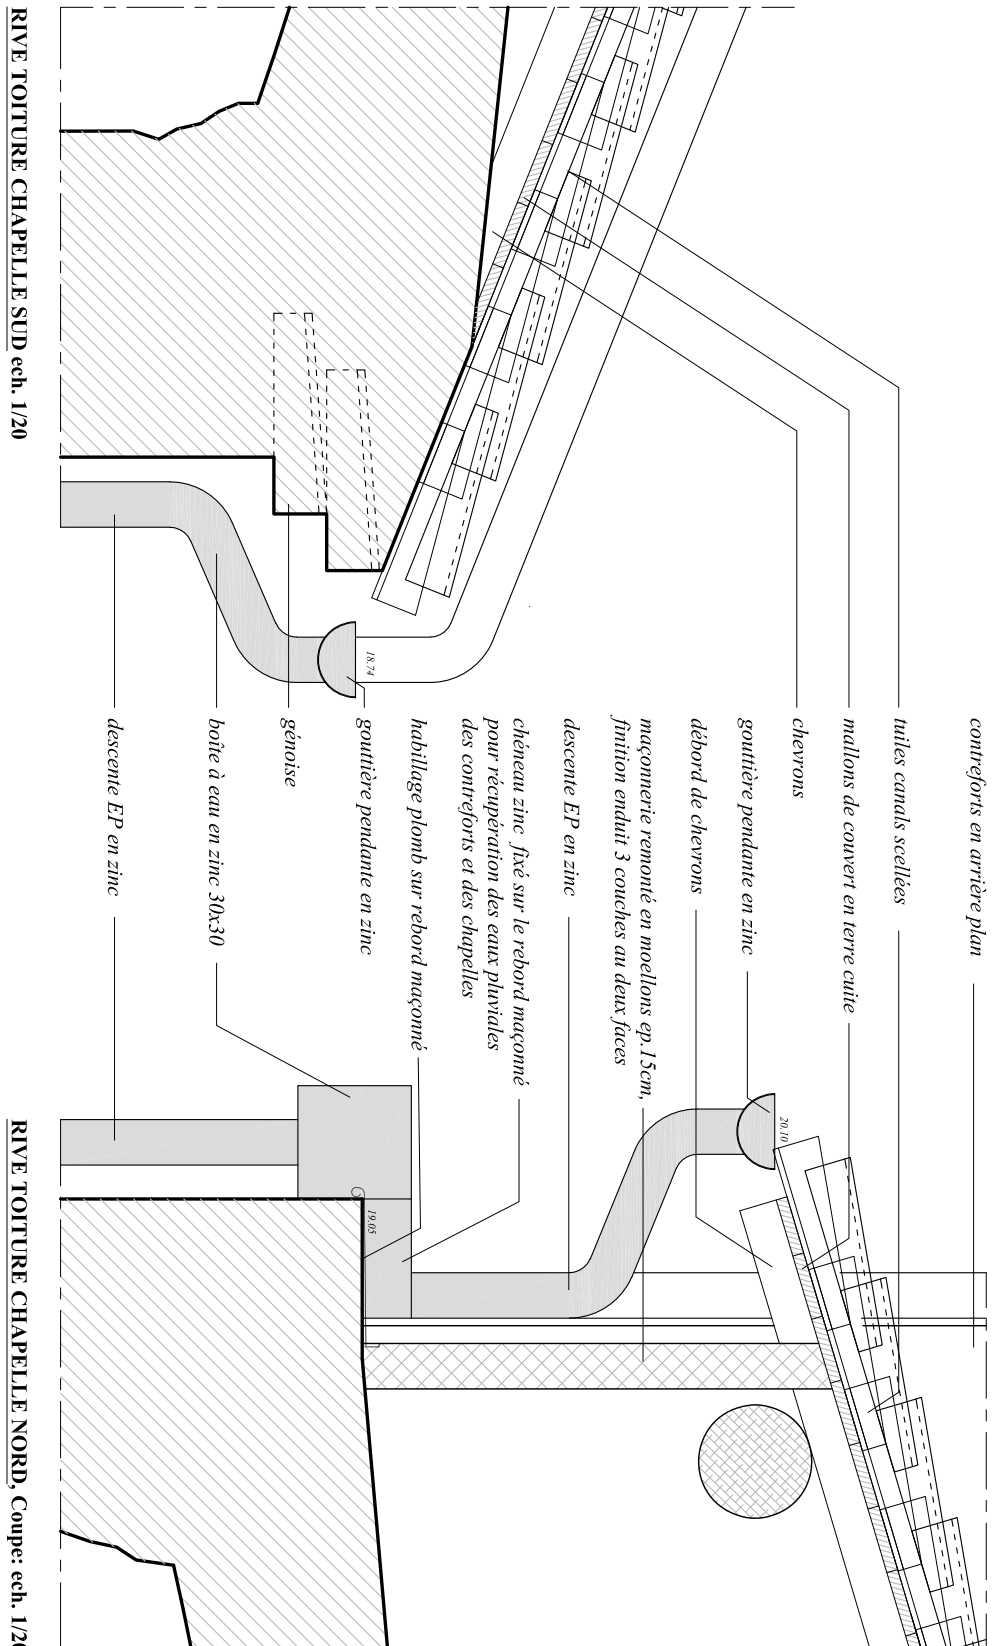 contreforts en arrière plan
tuiles canals scellées
mallons de couvert en terre cuite
chevrons
gouttière pendante en zinc
débord de chevrons
maçonnerie remonté en moellons ep.15cm,
finition enduit 3 couches au deux faces
descente EP en zinc
chéneau zinc fixé sur le rebord maçonné
pour récupération des eaux pluviales
des contreforts et des chapelles
habillage plomb sur rebord maçonné
gouttière pendante en zinc
génoise
boîte à eau en zinc 30x30
descente EP en zinc
18.74
20.10
19.05
RIVE TOITURE CHAPELLE SUD ech. 1/20
RIVE TOITURE CHAPELLE NORD, Coupe: ech. 1/20